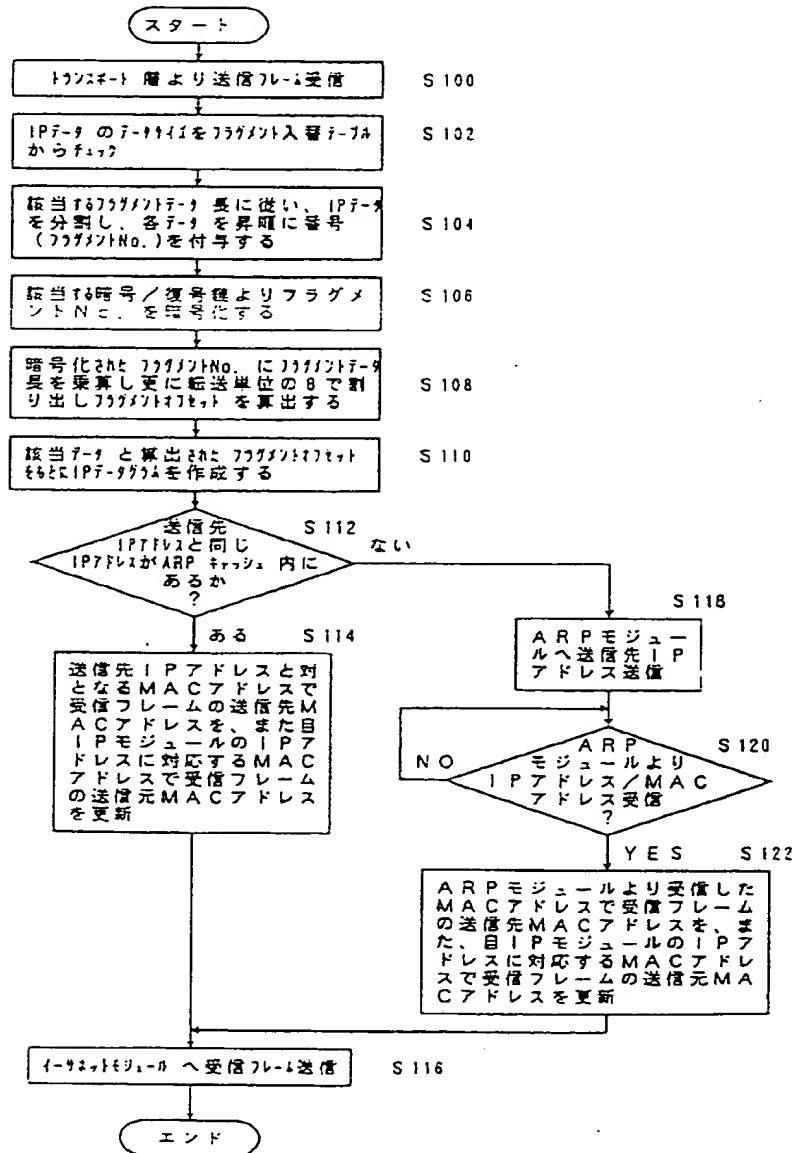 スタート
トランスポート 層より送信フレーム受信
S100
IPデータ のデータサイズをフラグメント入替テーブル
からチェック
S102
該当するフラグメントデータ 長に従い、IPデータ
を分割し、各データ を昇順に番号
(フラグメントNo.)を付与する
S104
該当する暗号/復号鍵よりフラグメ
ントNo. を暗号化する
S106
暗号化された フラグメントNo. にフラグメントデータ
長を乗算し更に転送単位の8で割
り出しフラグメントオフセット を算出する
S108
該当データ と算出された フラグメントオフセット
をもとにIPデータグラムを作成する
S110
送信先
IPアドレスと同じ
IPアドレスがARP キャッシュ 内に
あるか
?
S112
ない
ある
S114
送信先IPアドレスと対
となるMACアドレスで
受信フレームの送信先M
ACアドレスを、また自
IPモジュールのIPア
ドレスに対応するMAC
アドレスで受信フレーム
の送信元MACアドレス
を更新
S118
ARPモジュー
ルへ送信先IP
アドレス送信
ARP
モジュールより
IPアドレス/MAC
アドレス受信
?
S120
NO
YES
S122
ARPモジュールより受信した
MACアドレスで受信フレーム
の送信先MACアドレスを、ま
た、自IPモジュールのIPア
ドレスに対応するMACアドレ
スで受信フレームの送信元MA
Cアドレスを更新
イーサネットモジュール へ受信フレーム送信
S116
エンド